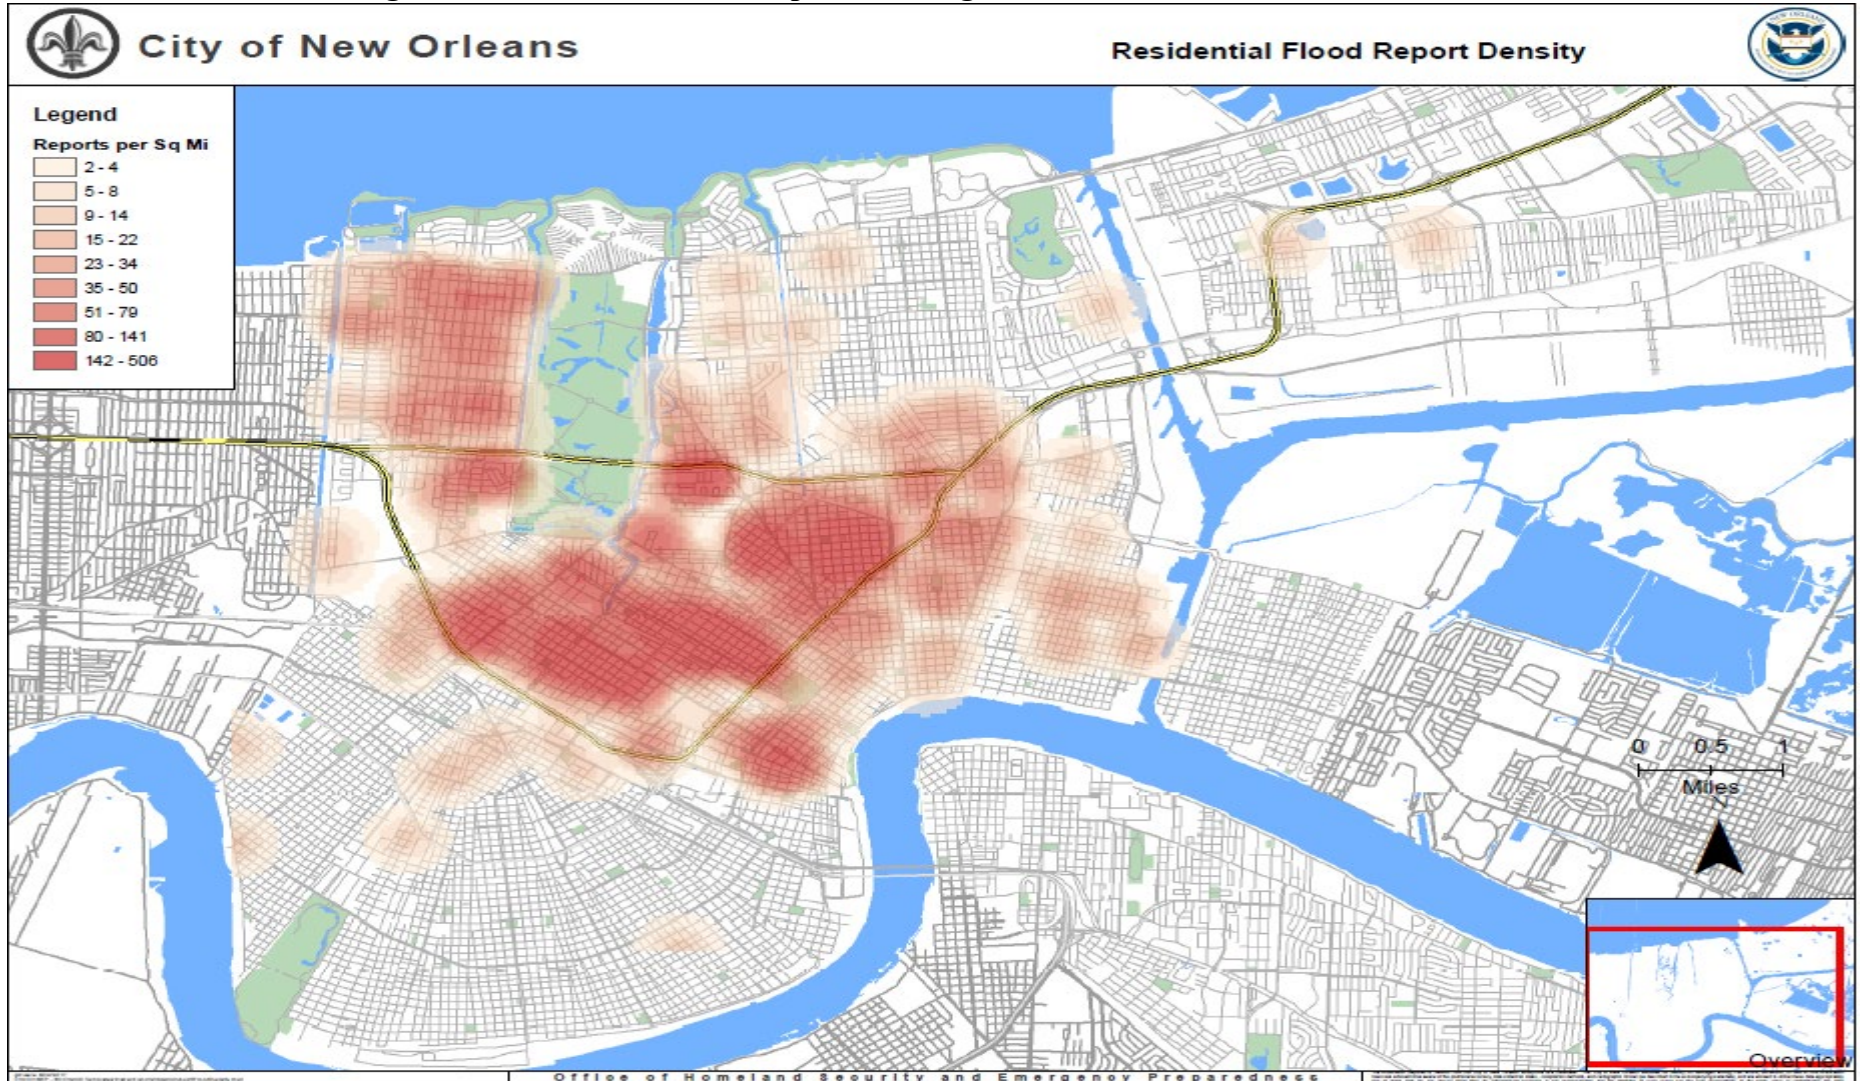 City of New Orleans
Residential Flood Report Density
NEW ORLEANS
Legend
Reports per Sq Mi
2 - 4
5 - 8
9 - 14
15 - 22
23 - 34
35 - 50
51 - 79
80 - 141
142 - 506
0 0.5 1
Miles
N
Overview
Office of Homeland Security and Emergency Preparedness